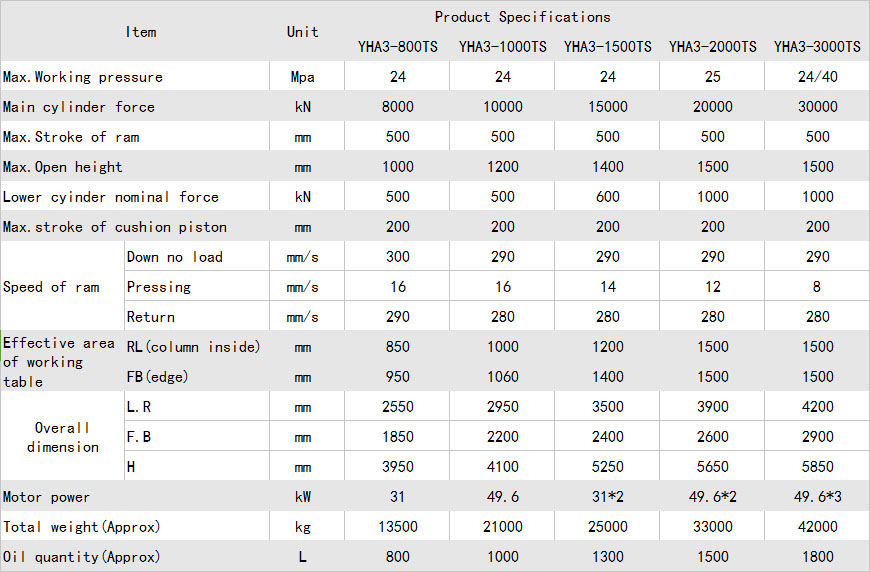 Item Unit Product Specifications
YHA3-800TS YHA3-1000TS YHA3-1500TS YHA3-2000TS YHA3-3000TS
Max.Working pressure Mpa 24 24 24 25 24/40
Main cylinder force kN 8000 10000 15000 20000 30000
Max.Stroke of ram mm 500 500 500 500 500
Max.Open height mm 1000 1200 1400 1500 1500
Lower cyinder nominal force kN 500 500 600 1000 1000
Max.stroke of cushion piston mm 200 200 200 200 200
Speed of ram Down no load mm/s 300 290 290 290 290
Pressing mm/s 16 16 14 12 8
Return mm/s 290 280 280 280 280
Effective area of working table RL(column inside) mm 850 1000 1200 1500 1500
FB(edge) mm 950 1060 1400 1500 1500
Overall dimension L.R mm 2550 2950 3500 3900 4200
F.B mm 1850 2200 2400 2600 2900
H mm 3950 4100 5250 5650 5850
Motor power kW 31 49.6 31*2 49.6*2 49.6*3
Total weight(Approx) kg 13500 21000 25000 33000 42000
Oil quantity(Approx) L 800 1000 1300 1500 1800